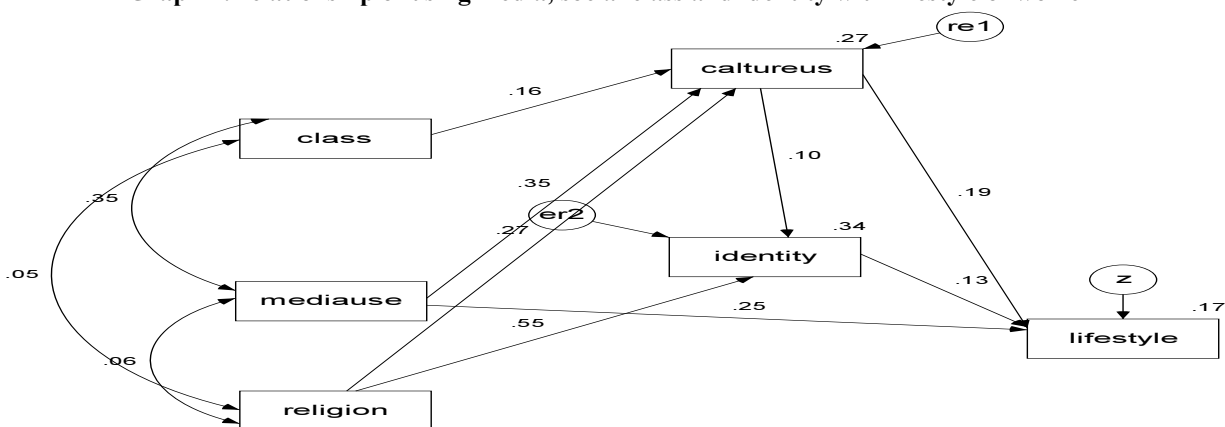 re1
.27
caltureus
.16
class
.10
.35
.35
.19
er2
.27
.34
identity
.05
.13
z
mediause
.25
.17
.55
lifestyle
.06
religion